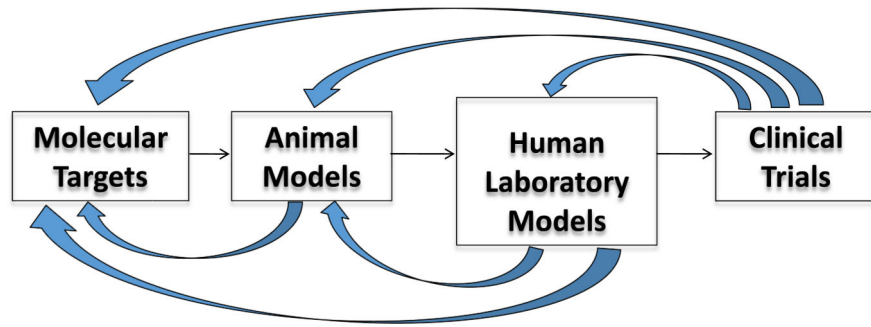 Molecular
Targets
Animal
Models
Human
Laboratory
Models
Clinical
Trials